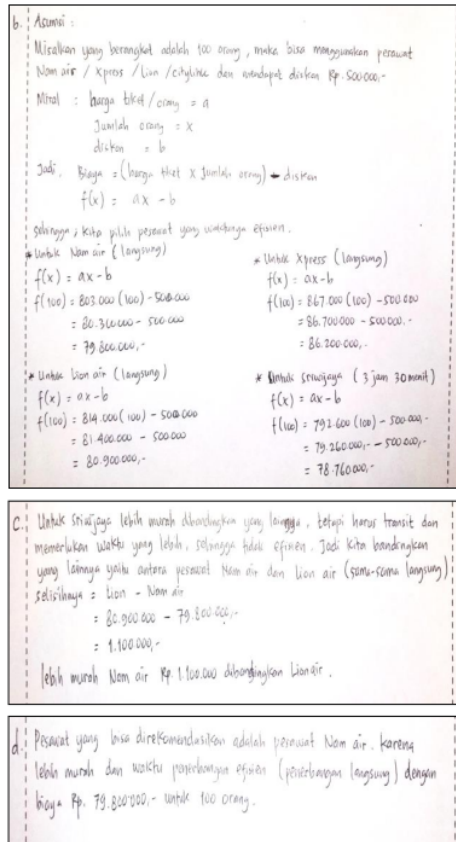 b. Asumsi :
Misalkan yang berangkat adalah 100 orang, maka bisa menggunakan pesawat
Nam air / Xpress / Lion / citylink dan mendapat diskon Rp. 500.000,-
Misal : harga tiket / orang = a
Jumlah orang = x
diskon = b
Jadi, Biaya = (harga tiket x Jumlah orang) - diskon
f(x) = ax - b
Sehingga, kita pilih pesawat yang waktunya efisien.
* Untuk Nam air (langsung)
f(x) = ax - b
f(100) = 803.000 (100) - 500.000
= 80.300.000 - 500.000
= 79.800.000,-
* Untuk Xpress (langsung)
f(x) = ax - b
f(100) = 867.000 (100) - 500.000
= 86.700.000 - 500.000,-
= 86.200.000,-
* Untuk Lion air (langsung)
f(x) = ax - b
f(100) = 814.000 (100) - 500.000
= 81.400.000 - 500.000
= 80.900.000,-
* Untuk Sriwijaya (3 jam 30 menit)
f(x) = ax - b
f(100) = 792.600 (100) - 500.000,-
= 79.260.000,- - 500.000,-
= 78.760.000,-
C. Untuk Sriwijaya lebih murah dibandingkan yang lainnya, tetapi harus transit dan
memerlukan waktu yang lebih, sehingga tidak efisien. Jadi kita bandingkan
yang lainnya yaitu antara pesawat Nam air dan Lion air (sama-sama langsung)
Selisihnya = Lion - Nam air
= 80.900.000 - 79.800.000,-
= 1.100.000,-
lebih murah Nam air Rp. 1.100.000 dibandingkan Lion air.
d. Pesawat yang bisa direkomendasikan adalah pesawat Nam air. Karena
lebih murah dan waktu penerbangan efisien (penerbangan langsung) dengan
biaya Rp. 79.800.000,- untuk 100 orang.